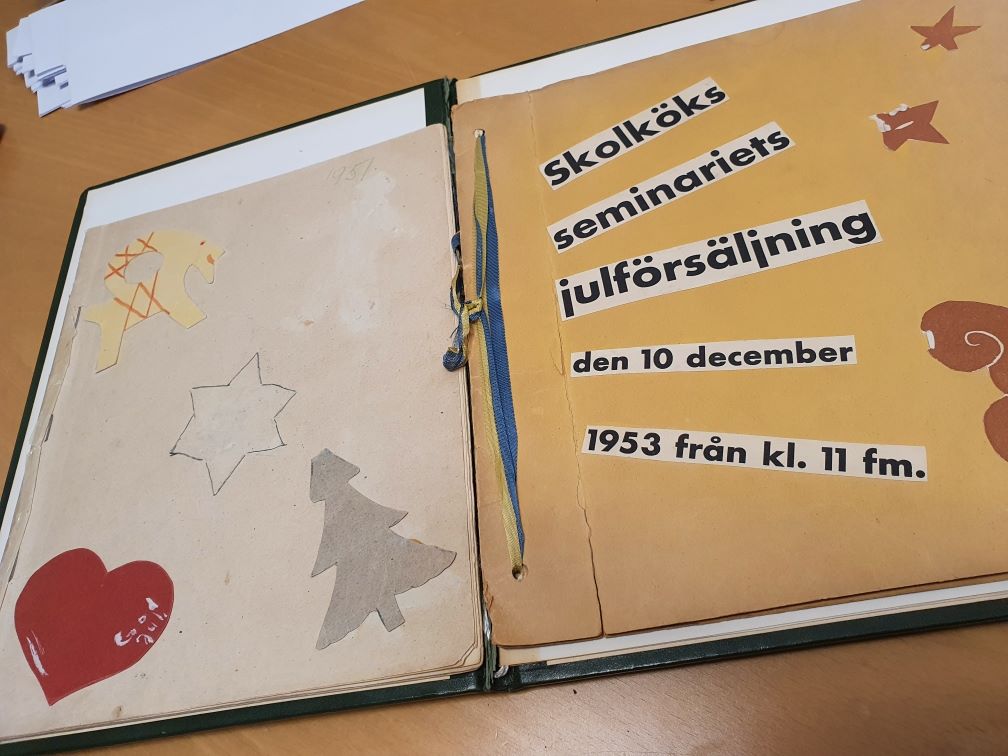 1951.
Skolköks
seminariets
julförsäljning
den 10 december
1953 från kl. 11 fm.